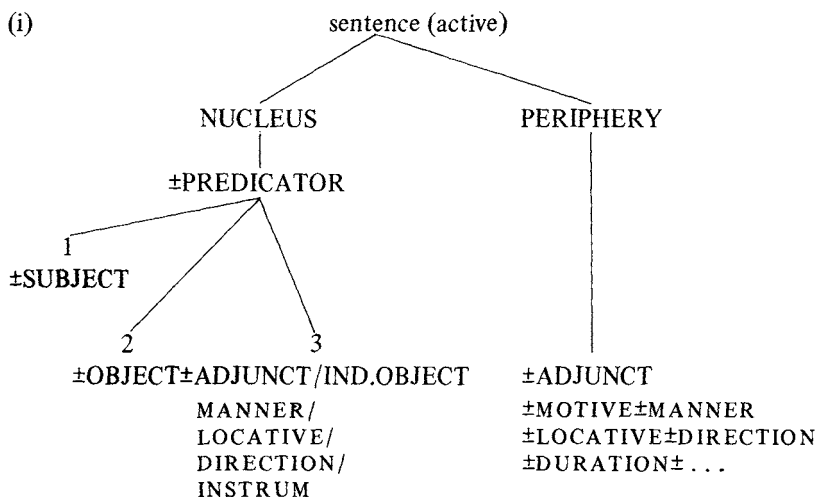 (i) sentence (active)
NUCLEUS PERIPHERY
±PREDICATOR
1
±SUBJECT
2 3
±OBJECT±ADJUNCT/IND.OBJECT ±ADJUNCT
MANNER/ ±MOTIVE±MANNER
LOCATIVE/ ±LOCATIVE±DIRECTION
DIRECTION/ ±DURATION± ...
INSTRUM